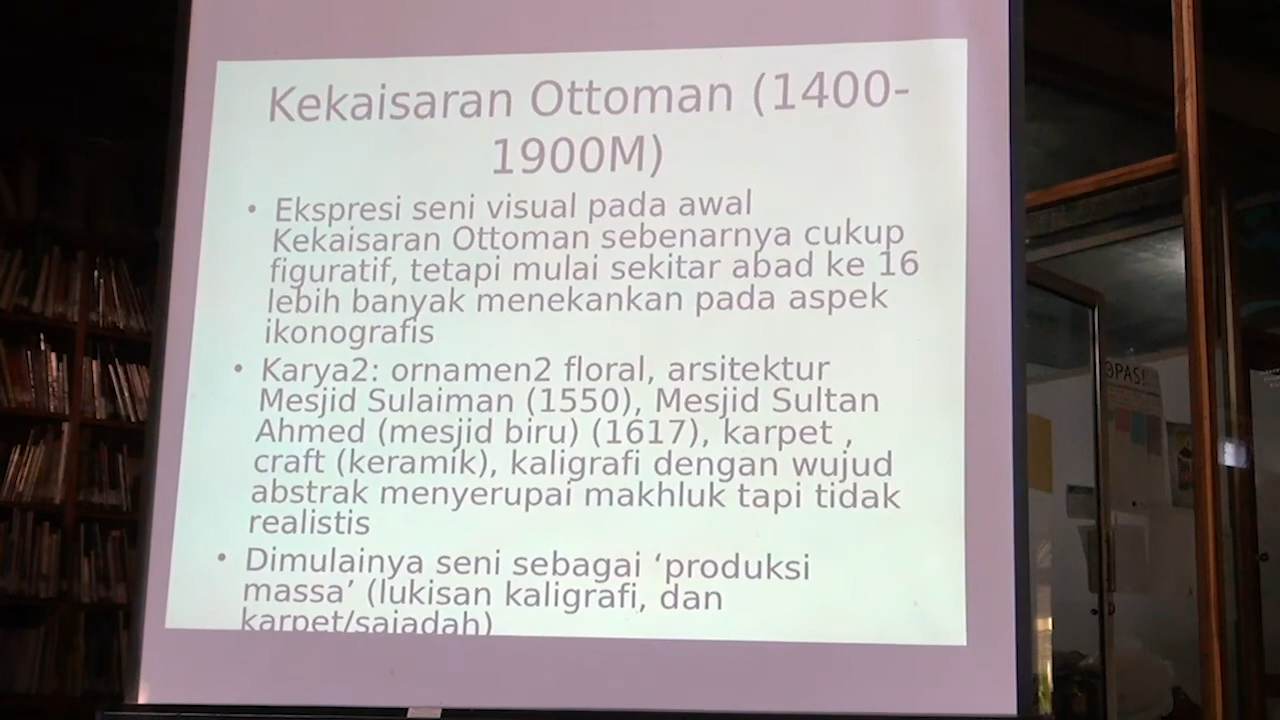 Kekaisaran Ottoman (1400-
1900M)
• Ekspresi seni visual pada awal
Kekaisaran Ottoman sebenarnya cukup
figuratif, tetapi mulai sekitar abad ke 16
lebih banyak menekankan pada aspek
ikonografis
• Karya2: ornamen2 floral, arsitektur
Mesjid Sulaiman (1550), Mesjid Sultan
Ahmed (mesjid biru) (1617), karpet ,
craft (keramik), kaligrafi dengan wujud
abstrak menyerupai makhluk tapi tidak
realistis
• Dimulainya seni sebagai ‘produksi
massa’ (lukisan kaligrafi, dan
karpet/sajadah)